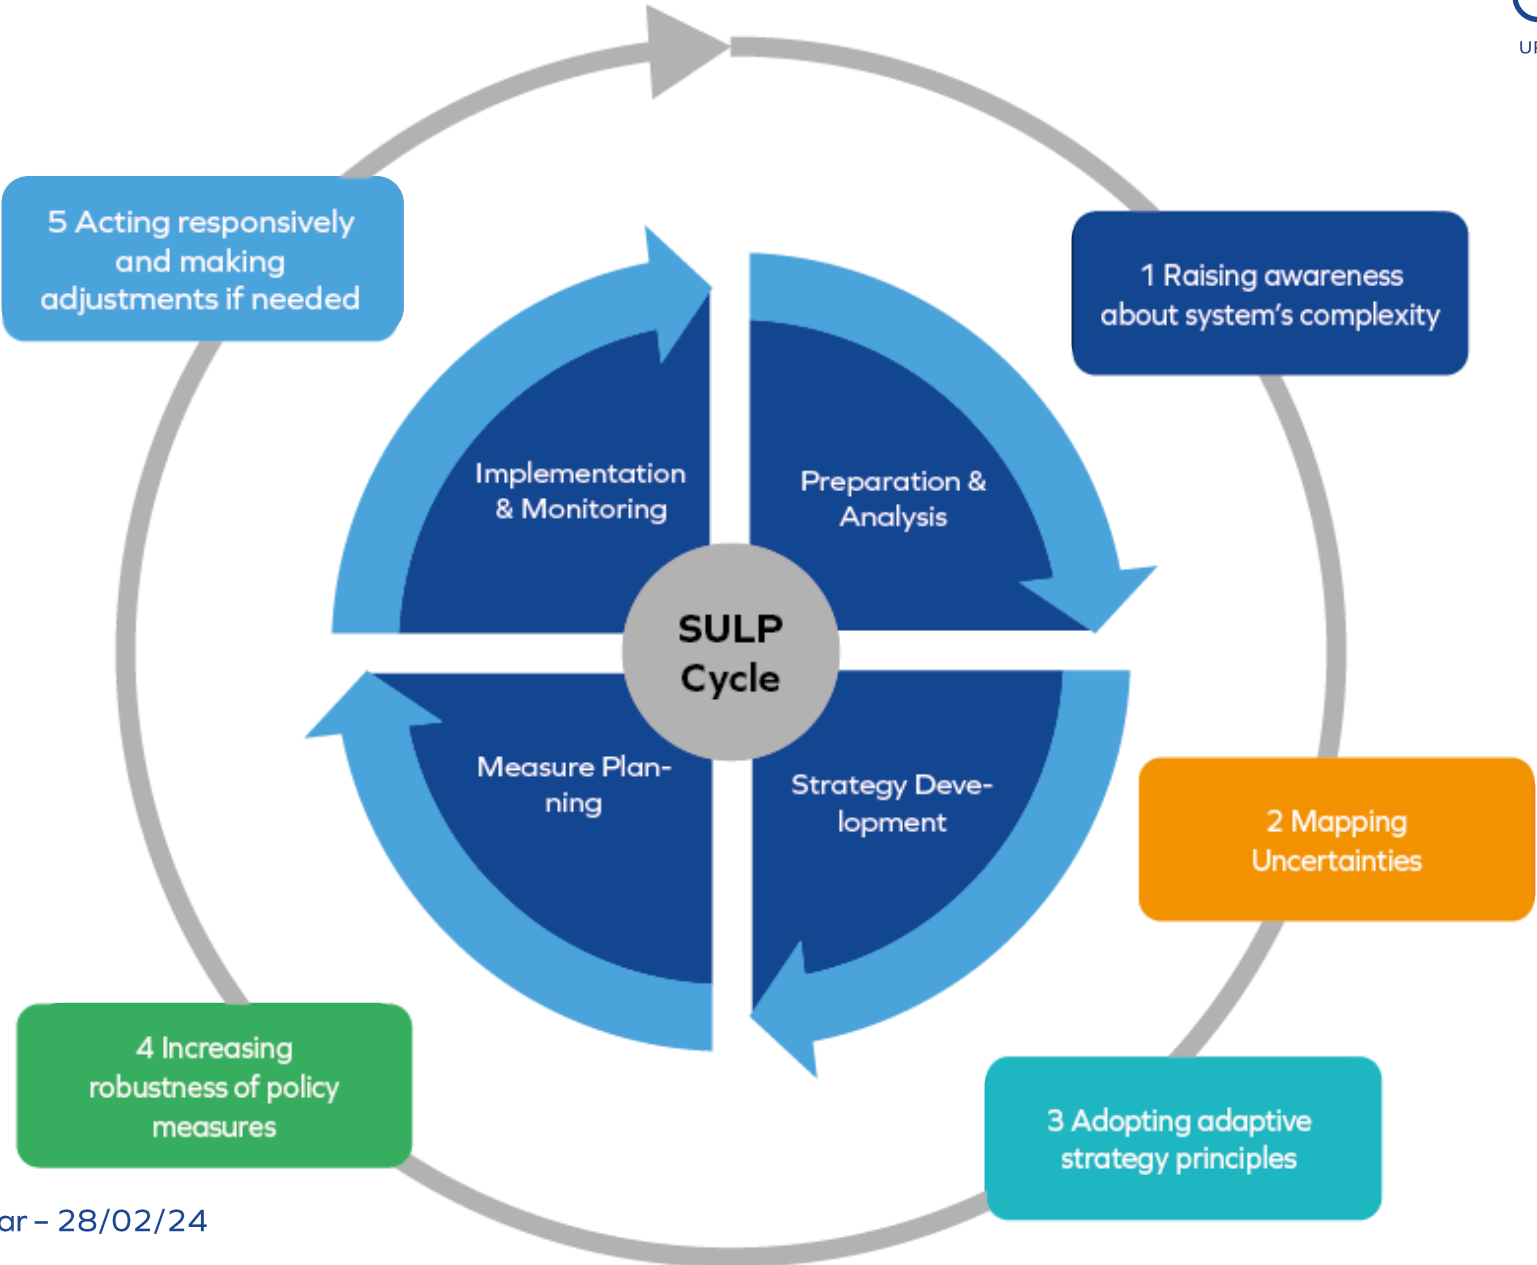 5 Acting responsively
and making
adjustments if needed
1 Raising awareness
about system's complexity
Implementation
& Monitoring
Preparation &
Analysis
SULP
Cycle
Measure Plan-
ning
Strategy Deve-
lopment
2 Mapping
Uncertainties
4 Increasing
robustness of policy
measures
3 Adopting adaptive
strategy principles
– 28/02/24